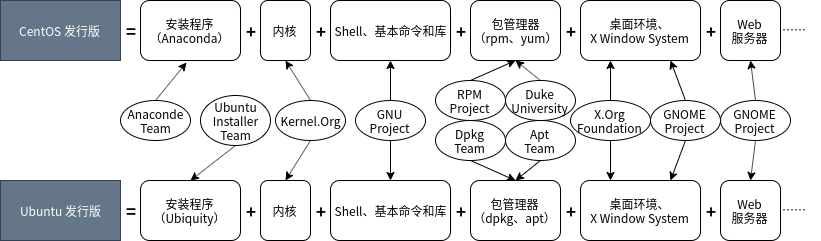 CentOS 发行版 = 安装程序 + 内核 + Shell、基本命令和库 + 包管理器 + 桌面环境、 + Web ······
（Anaconda） （rpm、yum） X Window System 服务器
Anaconde
Team
Ubuntu
Installer
Team
Kernel.Org
GNU
Project
RPM
Project
Duke
University
Dpkg
Team
Apt
Team
X.Org
Foundation
GNOME
Project
GNOME
Project
Ubuntu 发行版 = 安装程序 + 内核 + Shell、基本命令和库 + 包管理器 + 桌面环境、 + Web ······
（Ubiquity） （dpkg、apt） X Window System 服务器